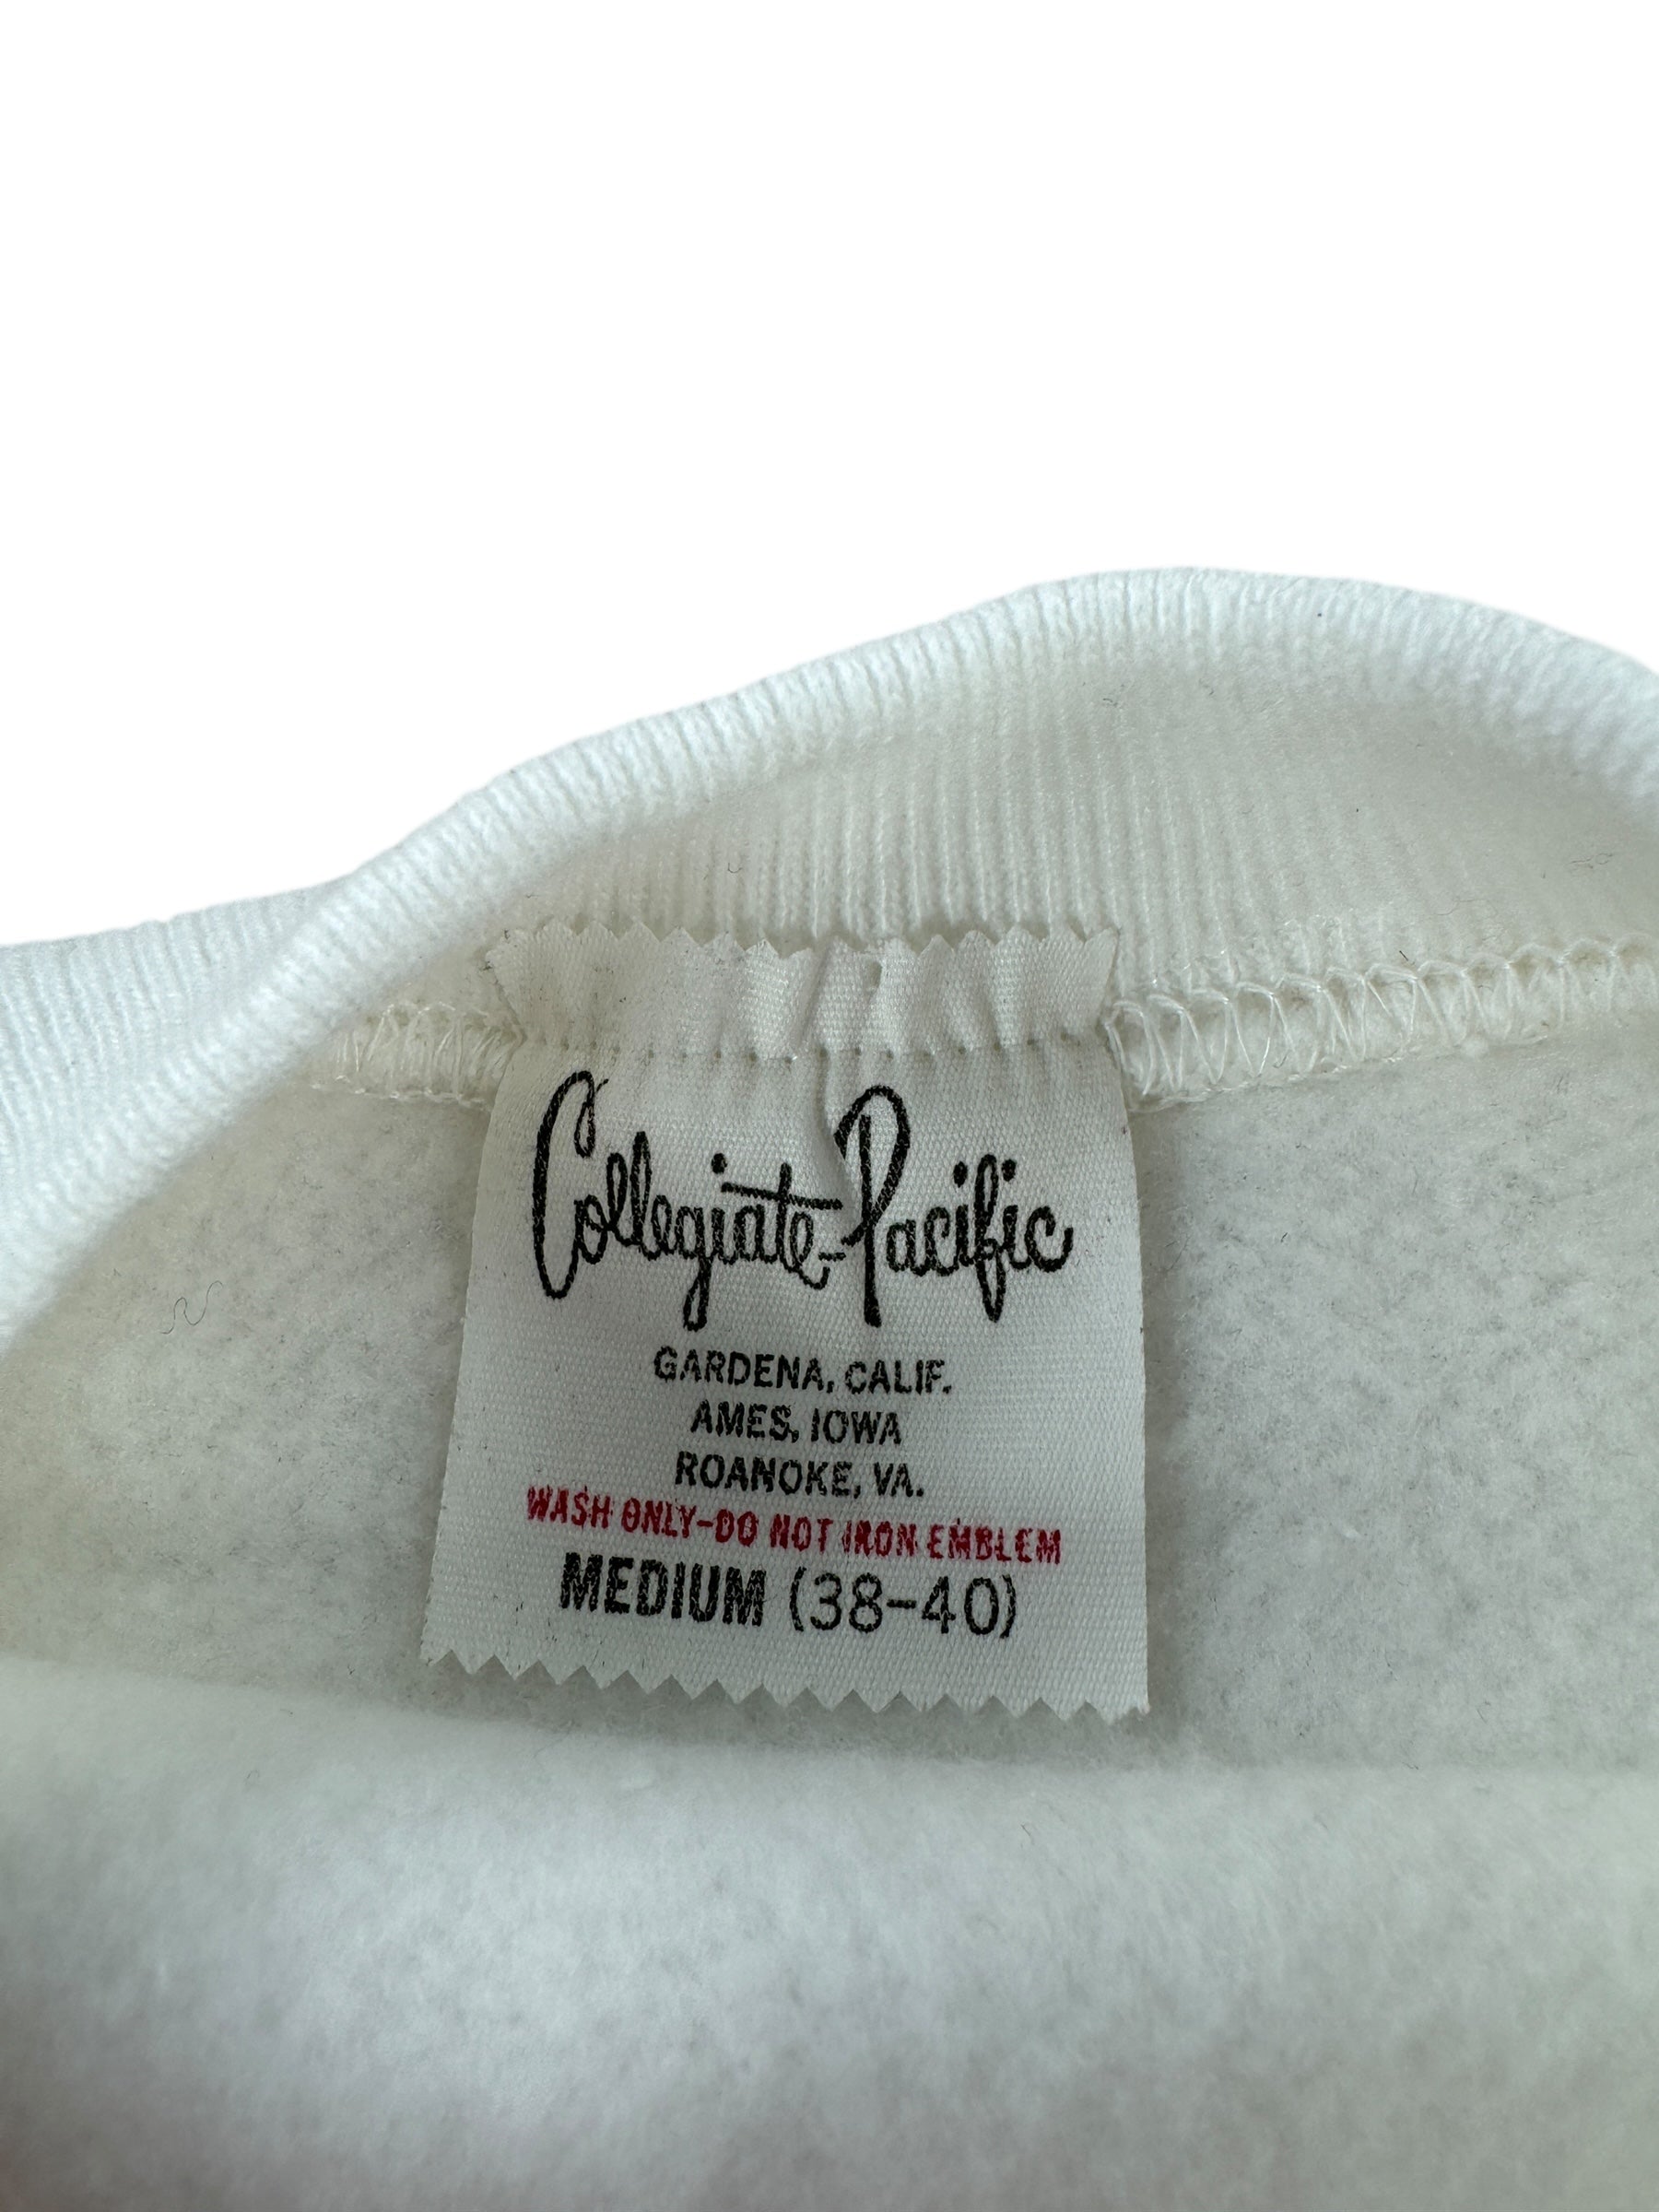 Collegiate-Pacific
GARDENA, CALIF.
AMES, IOWA
ROANOKE, VA.
WASH ONLY-DO NOT IRON EMBLEM
MEDIUM (38-40)